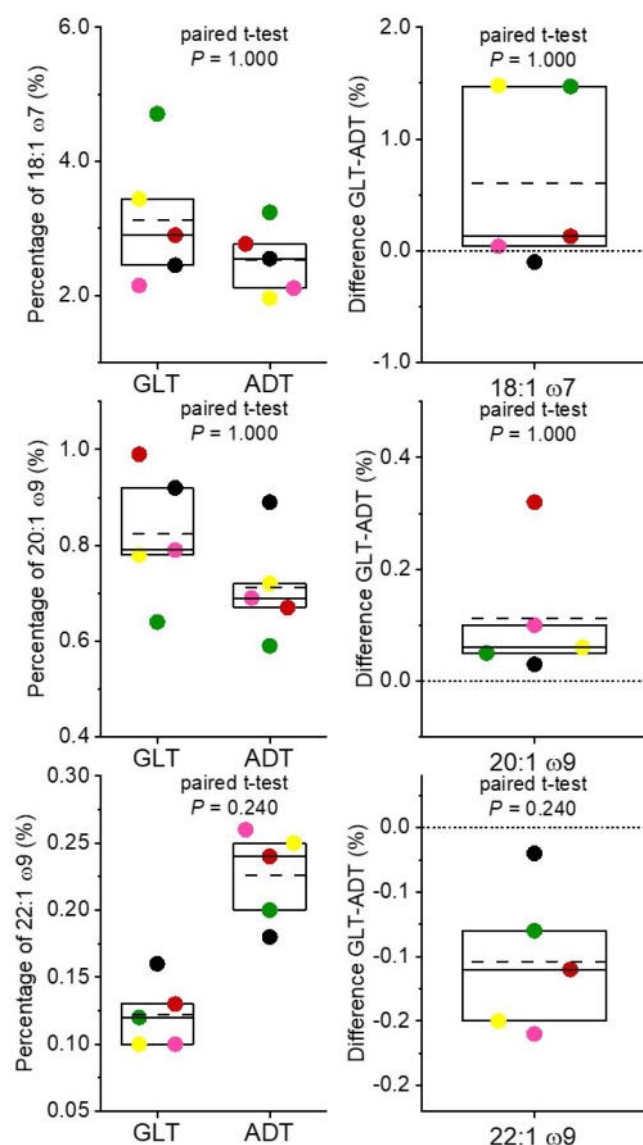 paired t-test
P = 1.000
Percentage of 18:1 ω7 (%)
6.0
4.0
2.0
GLT
ADT
paired t-test
P = 1.000
Difference GLT-ADT (%)
2.0
1.0
0.0
-1.0
18:1 ω7
paired t-test
P = 1.000
Percentage of 20:1 ω9 (%)
1.0
0.8
0.6
0.4
GLT
ADT
paired t-test
P = 1.000
Difference GLT-ADT (%)
0.4
0.2
0.0
20:1 ω9
paired t-test
P = 0.240
Percentage of 22:1 ω9 (%)
0.30
0.25
0.20
0.15
0.10
0.05
GLT
ADT
paired t-test
P = 0.240
Difference GLT-ADT (%)
0.0
-0.1
-0.1
-0.2
-0.2
22:1 ω9